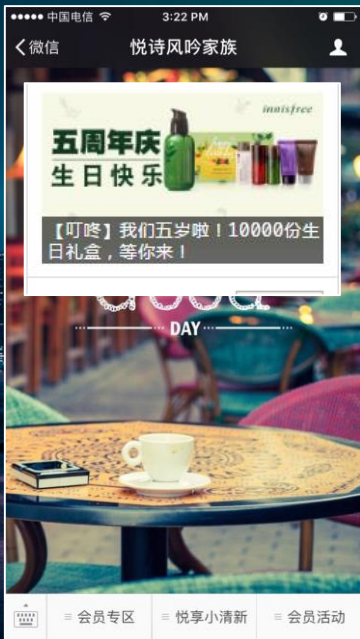 中国电信 3:22 PM
微信 悦诗风吟家族
innisfree
五周年庆
生日快乐
【叮咚】我们五岁啦！10000份生
日礼盒，等你来！
DAY
会员专区 悦享小清新 会员活动